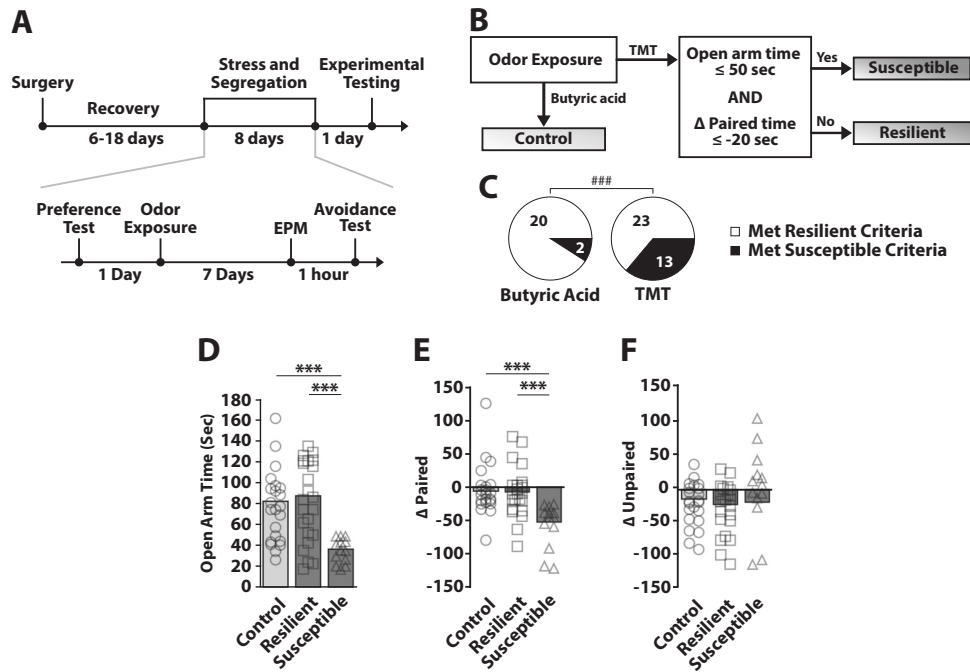 A
Surgery
Recovery
6-18 days
Stress and
Segregation
8 days
Experimental
Testing
1 day
Preference
Test
Odor
Exposure
EPM
Avoidance
Test
1 Day
7 Days
1 hour
B
Odor Exposure
TMT
Butyric acid
Control
Open arm time
≤ 50 sec
AND
Δ Paired time
≤ -20 sec
Yes
Susceptible
No
Resilient
C
###
20
2
Butyric Acid
23
13
TMT
Met Resilient Criteria
Met Susceptible Criteria
D
***
***
Open Arm Time (Sec)
180
160
140
120
100
80
60
40
20
0
Control
Resilient
Susceptible
E
***
***
Δ Paired
150
100
50
0
-50
-100
-150
Control
Resilient
Susceptible
F
Δ Unpaired
150
100
50
0
-50
-100
-150
Control
Resilient
Susceptible